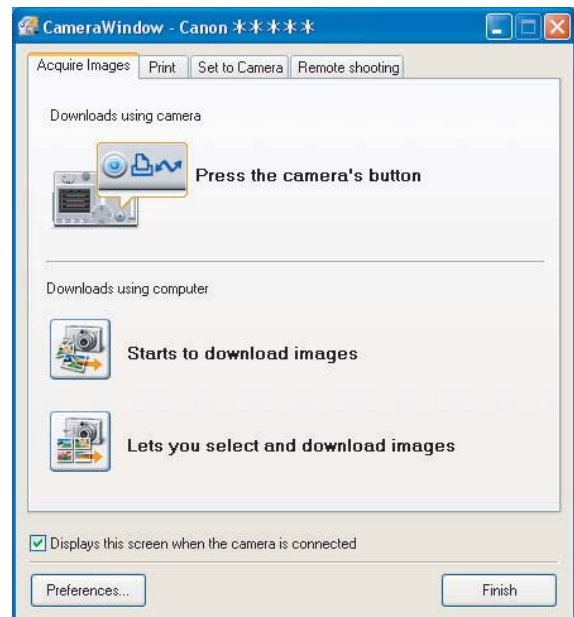 CameraWindow - Canon *****
Acquire Images Print Set to Camera Remote shooting
Downloads using camera
Press the camera's button
Downloads using computer
Starts to download images
Lets you select and download images
Displays this screen when the camera is connected
Preferences... Finish